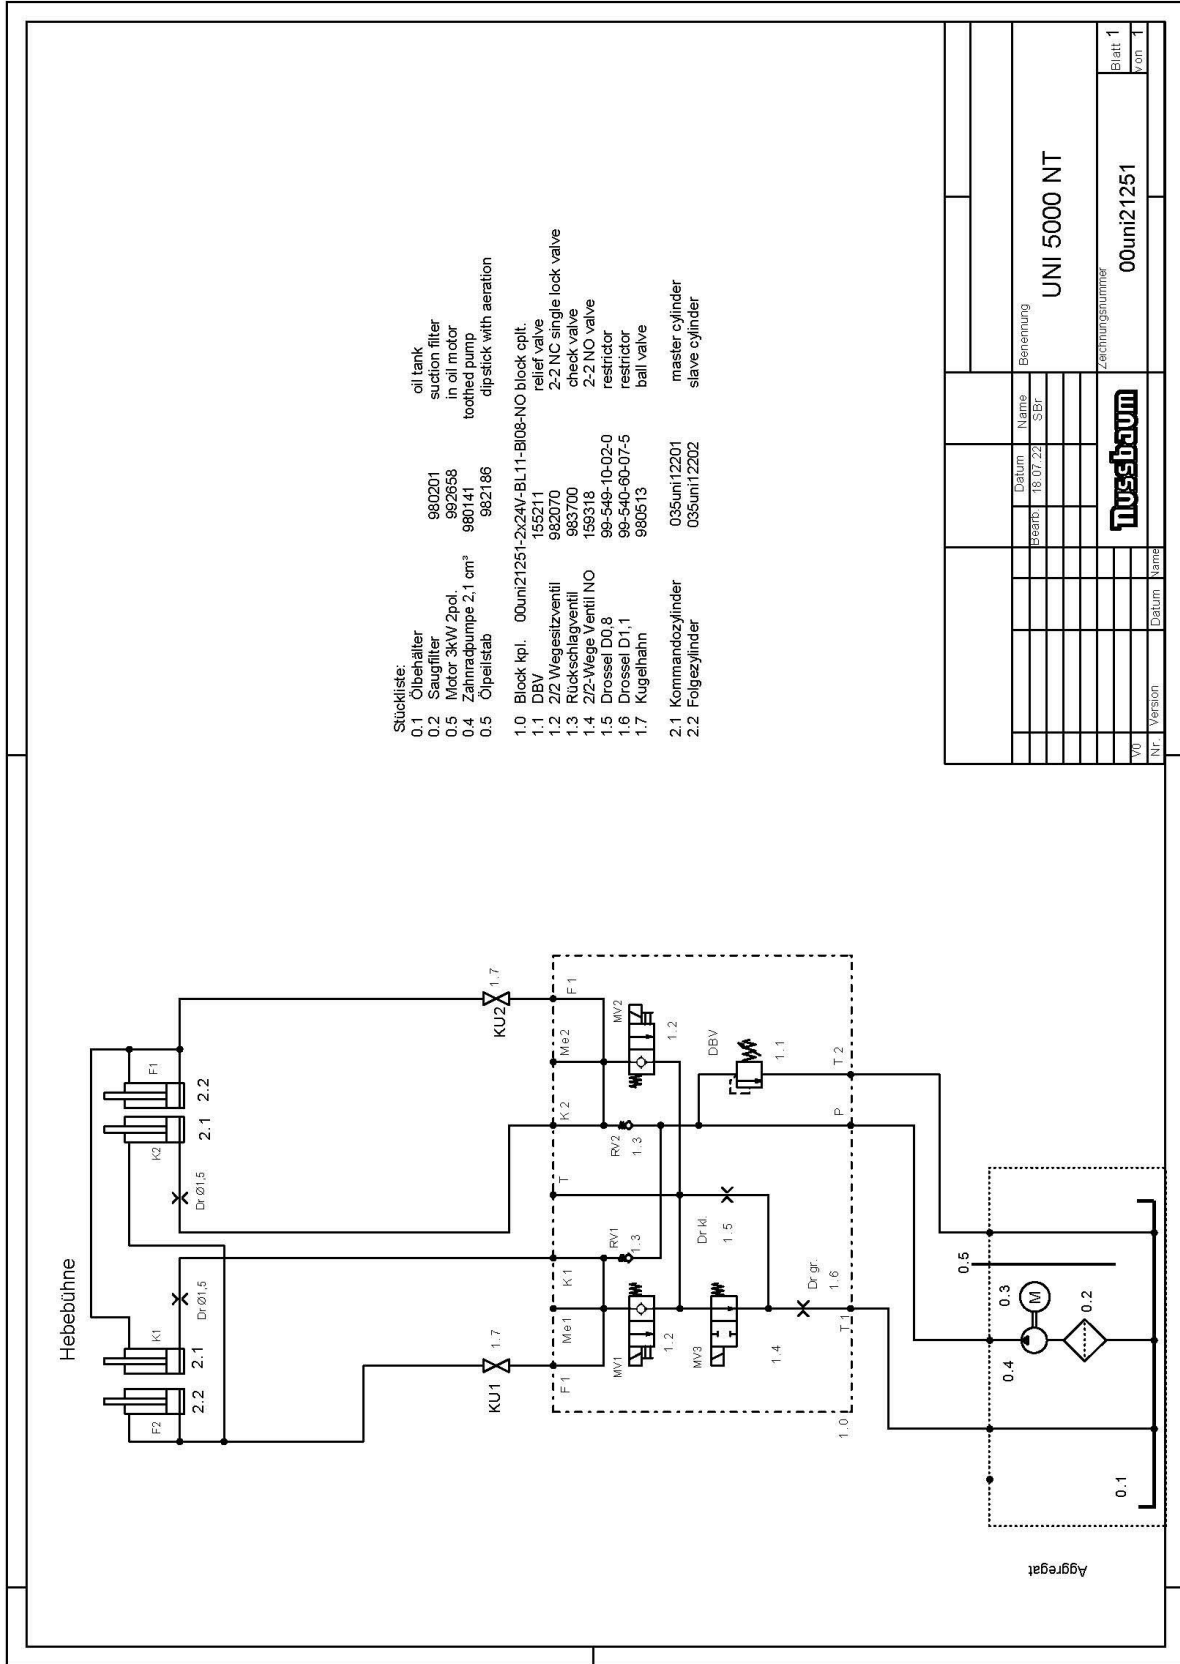 Hebebühne
F2
2.2
2.1
K1
Dr Ø1,5
K2
2.1
2.2
F1
Dr Ø1,5
KU1
1.7
KU2
1.7
F1
Me1
K1
T
K2
Me2
F1
MV1
1.2
RV1
1.3
RV2
1.3
MV2
1.2
MV3
1.4
Dr kl.
1.5
DBV
1.1
Dr gr.
1.6
1.0
T1
P
T2
Aggregat
0.1
0.4
0.3
M
0.2
0.5
Stückliste:
0.1 Ölbehälter oil tank
0.2 Saugfilter 980201 suction filter
0.5 Motor 3kW 2pol. 992658 in oil motor
0.4 Zahnradpumpe 2,1 cm³ 980141 toothed pump
0.5 Ölpeilstab 982186 dipstick with aeration
1.0 Block kpl. 00uni21251-2x24V-BL11-BI08-NO block cplt.
1.1 DBV 155211 relief valve
1.2 2/2 Wegesitzventil 982070 2-2 NC single lock valve
1.3 Rückschlagventil 983700 check valve
1.4 2/2-Wege Ventil NO 159318 2-2 NO valve
1.5 Drossel D0,8 99-549-10-02-0 restrictor
1.6 Drossel D1,1 99-540-60-07-5 restrictor
1.7 Kugelhahn 980513 ball valve
2.1 Kommandozylinder 035uni12201 master cylinder
2.2 Folgezylinder 035uni12202 slave cylinder
Datum Name
Bearb. 18.07.22 SBr
Benennung
UNI 5000 NT
Nussbaum
Zeichnungsnummer
00uni21251
Blatt 1
von 1
V0
Nr. Version Datum Name